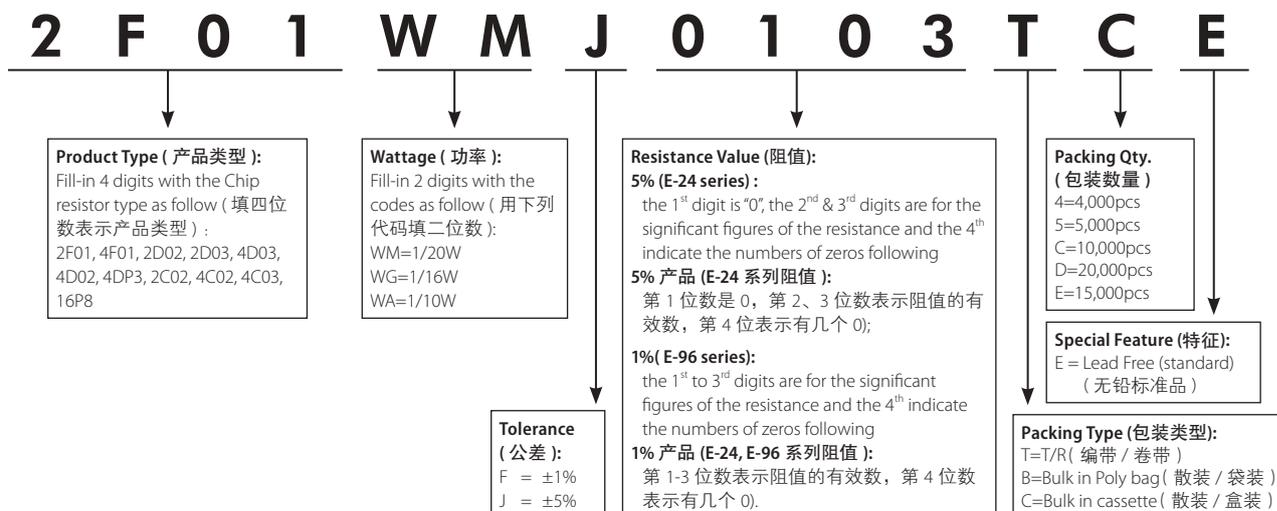 2 F 0 1 W M J 0 1 0 3 T C E
Product Type ( 产品类型 ):
Fill-in 4 digits with the Chip
resistor type as follow ( 填四位
数表示产品类型 ) :
2F01, 4F01, 2D02, 2D03, 4D03,
4D02, 4DP3, 2C02, 4C02, 4C03,
16P8
Wattage ( 功率 ):
Fill-in 2 digits with the
codes as follow ( 用下列
代码填二位数 ):
WM=1/20W
WG=1/16W
WA=1/10W
Tolerance
( 公差 ):
F = ±1%
J = ±5%
Resistance Value (阻值):
5% (E-24 series) :
the 1st digit is “0”, the 2nd & 3rd digits are for the
significant figures of the resistance and the 4th
indicate the numbers of zeros following
5% 产品 (E-24 系列阻值 ):
第 1 位数是 0，第 2、3 位数表示阻值的有
效数，第 4 位表示有几个 0);
1%( E-96 series):
the 1st to 3rd digits are for the significant
figures of the resistance and the 4th indicate
the numbers of zeros following
1% 产品 (E-24, E-96 系列阻值 ):
第 1-3 位数表示阻值的有效数，第 4 位数
表示有几个 0).
Packing Qty.
( 包装数量 )
4=4,000pcs
5=5,000pcs
C=10,000pcs
D=20,000pcs
E=15,000pcs
Special Feature (特征):
E = Lead Free (standard)
( 无铅标准品 )
Packing Type (包装类型):
T=T/R ( 编带 / 卷带 )
B=Bulk in Poly bag ( 散装 / 袋装 )
C=Bulk in cassette ( 散装 / 盒装 )